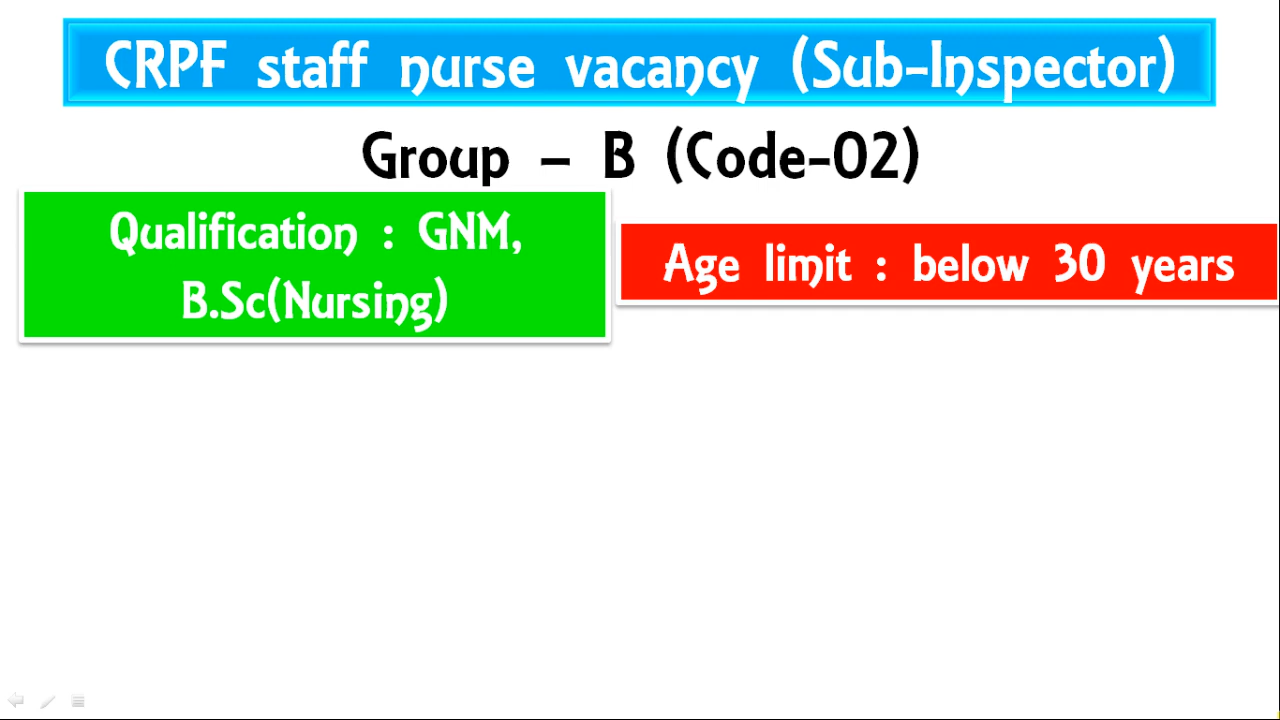 CRPF staff nurse vacancy (Sub-Inspector)
Group - B (Code-02)
Qualification : GNM,
B.Sc(Nursing)
Age limit : below 30 years